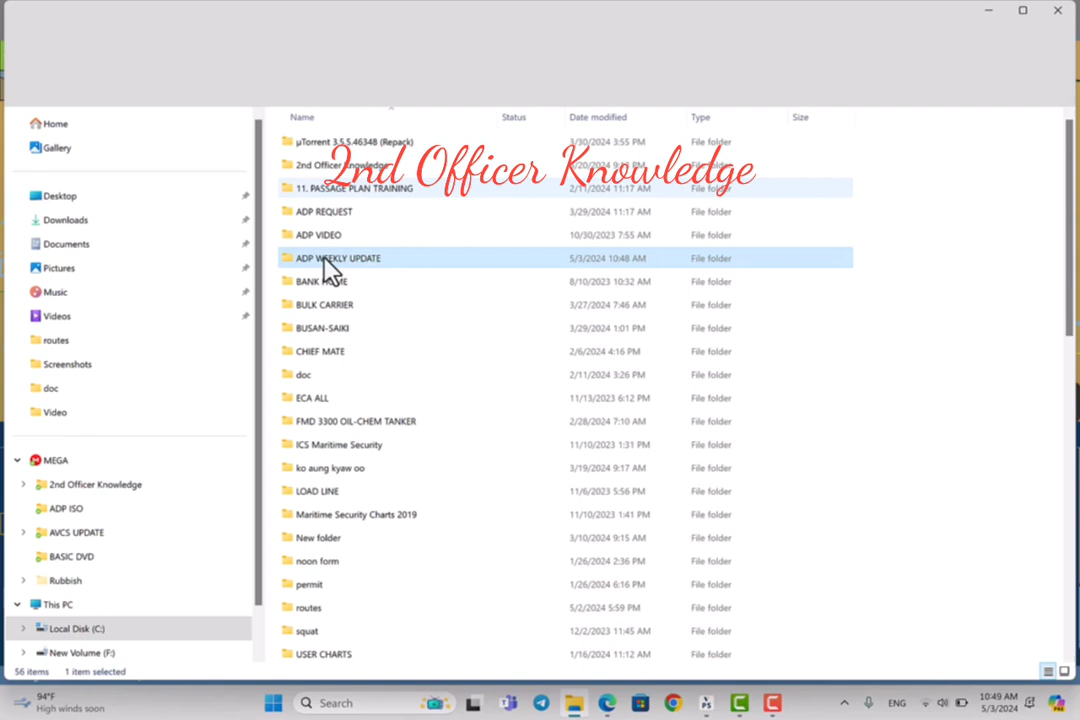 Name Status Date modified Type Size
Home
Gallery
Desktop
Downloads
Documents
Pictures
Music
Videos
routes
Screenshots
doc
Video
MEGA
2nd Officer Knowledge
ADP ISO
AVCS UPDATE
BASIC DVD
Rubbish
This PC
Local Disk (C:)
New Volume (F:)
µTorrent 3.5.5.46348 (Repack) 3/30/2024 3:55 PM File folder
2nd Officer Knowledge File folder
2nd Officer Knowledge
11. PASSAGE PLAN TRAINING 2/11/2024 11:17 AM File folder
ADP REQUEST 3/29/2024 11:17 AM File folder
ADP VIDEO 10/30/2023 7:55 AM File folder
ADP WEEKLY UPDATE 5/3/2024 10:48 AM File folder
BANK 8/10/2023 10:32 AM File folder
BULK CARRIER 3/27/2024 7:46 AM File folder
BUSAN-SAIKI 3/29/2024 1:01 PM File folder
CHIEF MATE 2/6/2024 4:16 PM File folder
doc 2/11/2024 3:26 PM File folder
ECA ALL 11/13/2023 6:12 PM File folder
FMD 3300 OIL-CHEM TANKER 2/28/2024 7:10 AM File folder
ICS Maritime Security 11/10/2023 1:31 PM File folder
ko aung kyaw oo 3/19/2024 9:17 AM File folder
LOAD LINE 11/6/2023 5:56 PM File folder
Maritime Security Charts 2019 11/10/2023 1:41 PM File folder
New folder 3/10/2024 9:15 AM File folder
noon form 1/26/2024 2:36 PM File folder
permit 1/26/2024 6:16 PM File folder
routes 5/2/2024 5:59 PM File folder
squat 12/2/2023 11:45 AM File folder
USER CHARTS 1/16/2024 11:12 AM File folder
56 items 1 item selected
94°F
High winds soon
Search
ENG
10:49 AM
5/3/2024